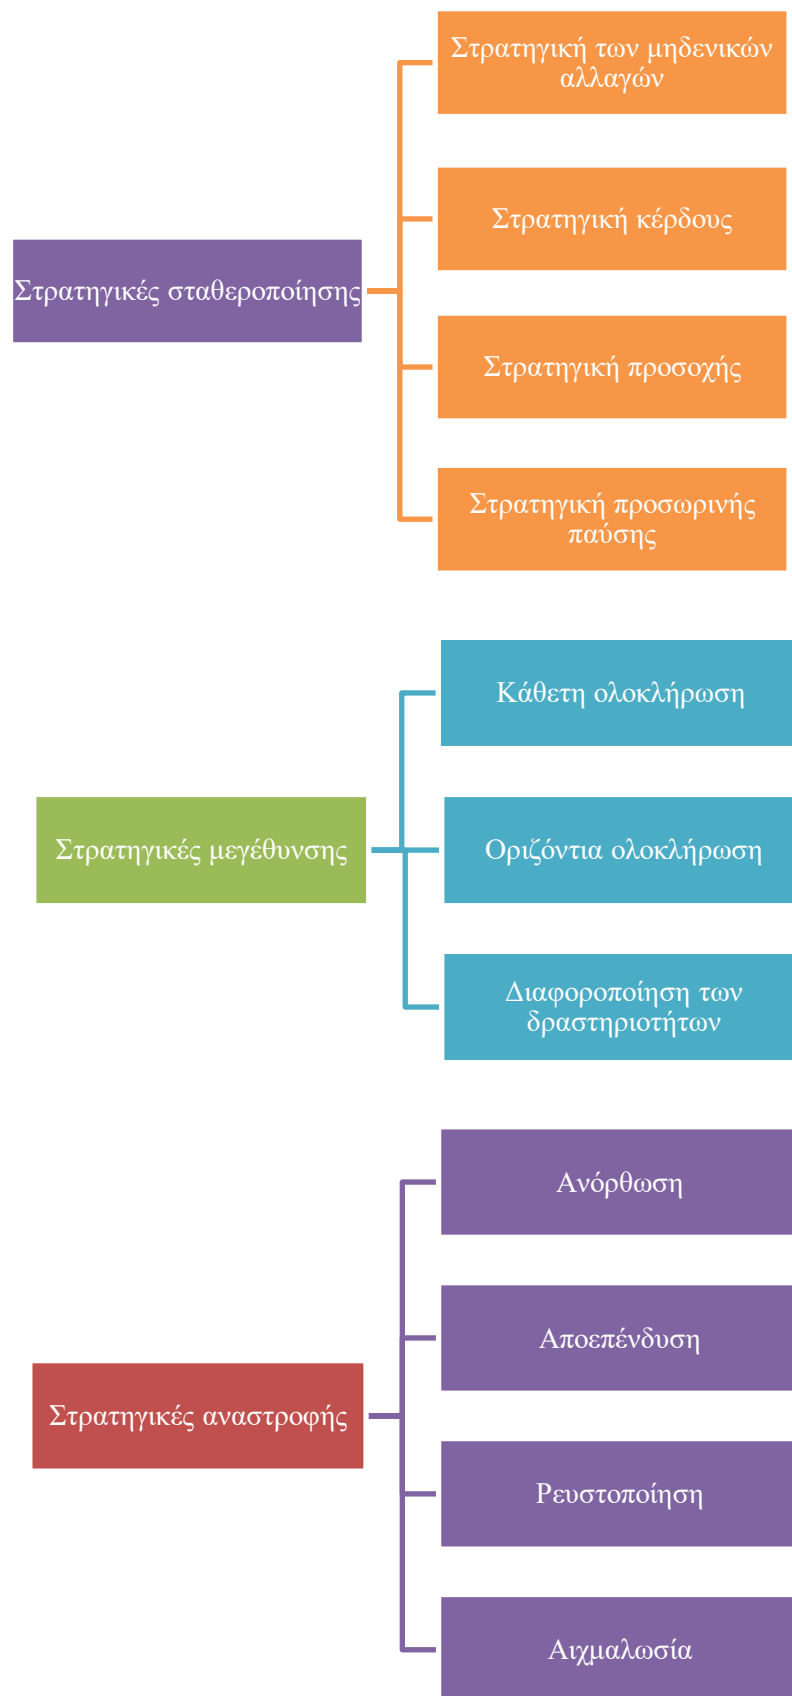 Στρατηγικές σταθεροποίησης
Στρατηγική των μηδενικών
αλλαγών
Στρατηγική κέρδους
Στρατηγική προσοχής
Στρατηγική προσωρινής
παύσης
Στρατηγικές μεγέθυνσης
Κάθετη ολοκλήρωση
Οριζόντια ολοκλήρωση
Διαφοροποίηση των
δραστηριοτήτων
Στρατηγικές αναστροφής
Ανόρθωση
Αποεπένδυση
Ρευστοποίηση
Αιχμαλωσία